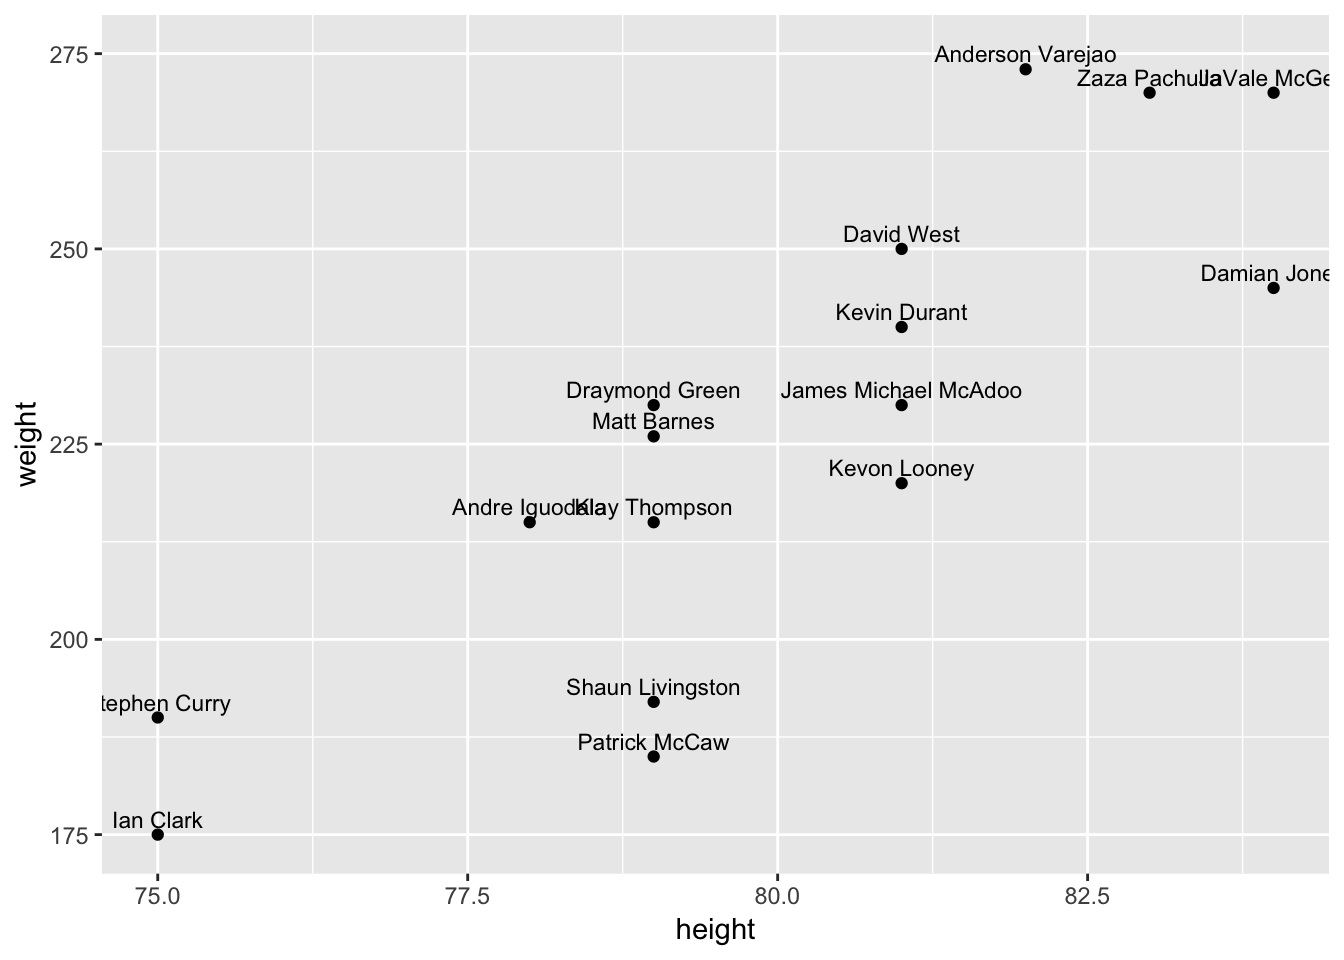 275
Anderson Varejao
Zaza Pachulia
JaVale McGe
250
David West
Damian Jone
Kevin Durant
Draymond Green
James Michael McAdoo
Matt Barnes
225
Kevon Looney
Andre Iguodala
Klay Thompson
weight
200
Shaun Livingston
tephen Curry
Patrick McCaw
Ian Clark
175
75.0
77.5
80.0
82.5
height